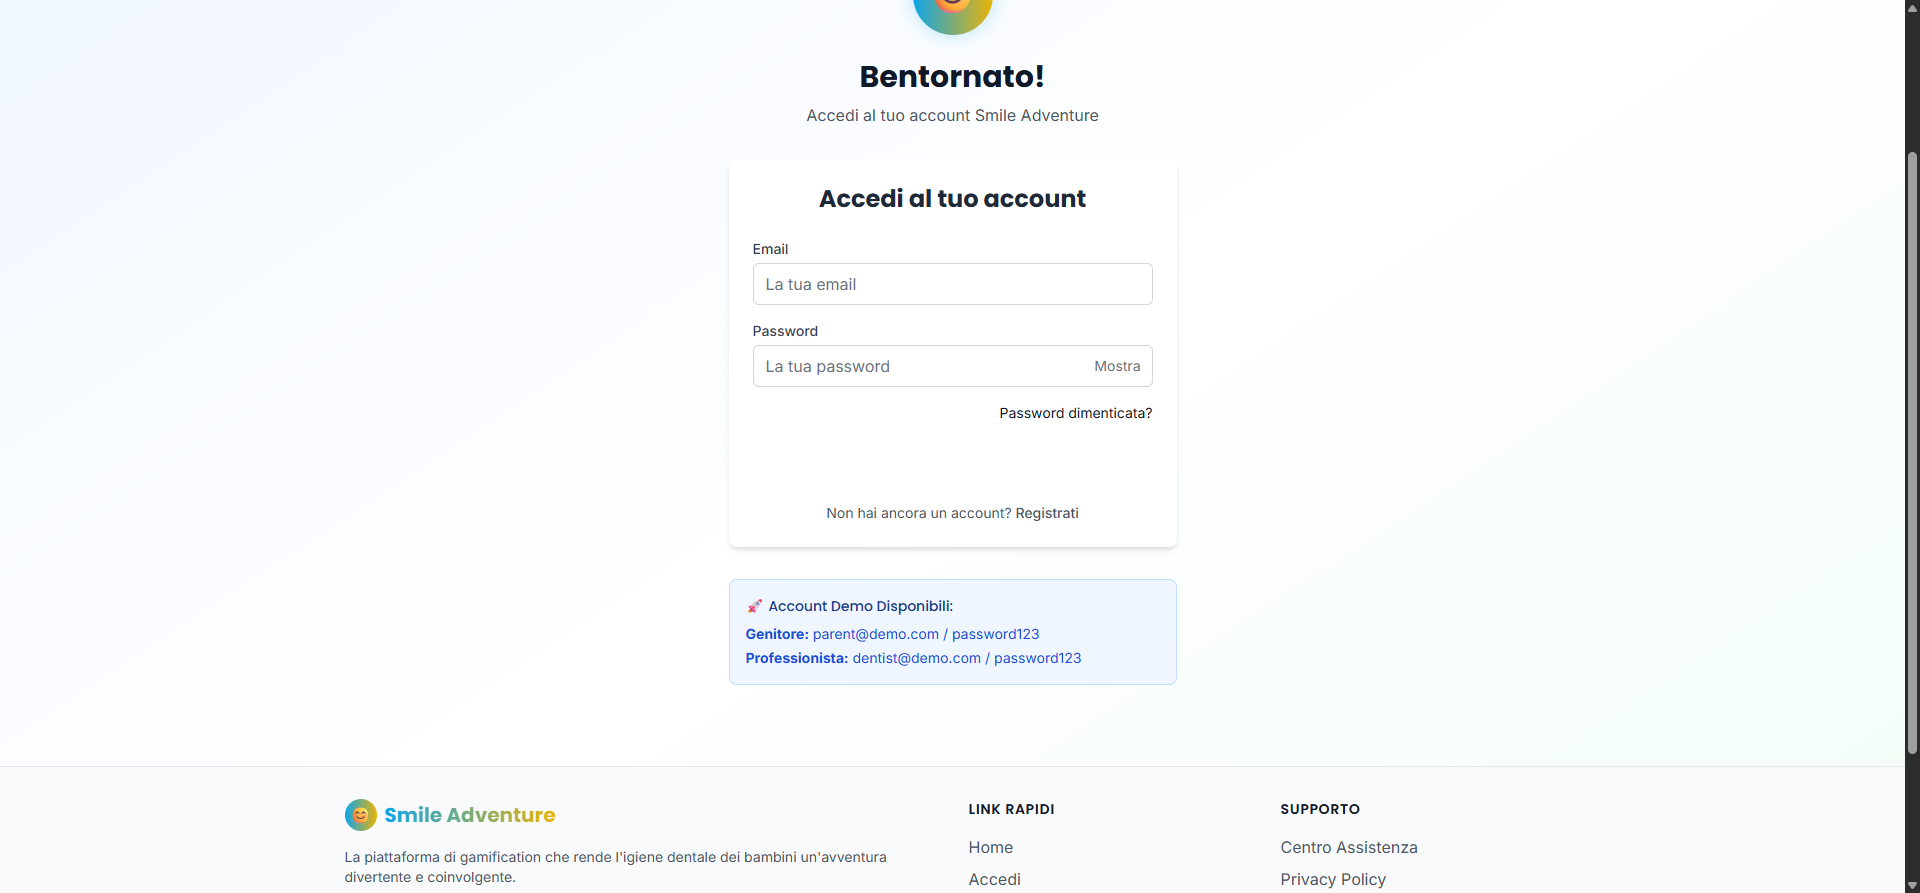 Bentornato!
Accedi al tuo account Smile Adventure
Accedi al tuo account
Email
La tua email
Password
La tua password
Mostra
Password dimenticata?
Non hai ancora un account? Registrati
🚀 Account Demo Disponibili:
Genitore: parent@demo.com / password123
Professionista: dentist@demo.com / password123
Smile Adventure
La piattaforma di gamification che rende l'igiene dentale dei bambini un'avventura
divertente e coinvolgente.
LINK RAPIDI
Home
Accedi
SUPPORTO
Centro Assistenza
Privacy Policy